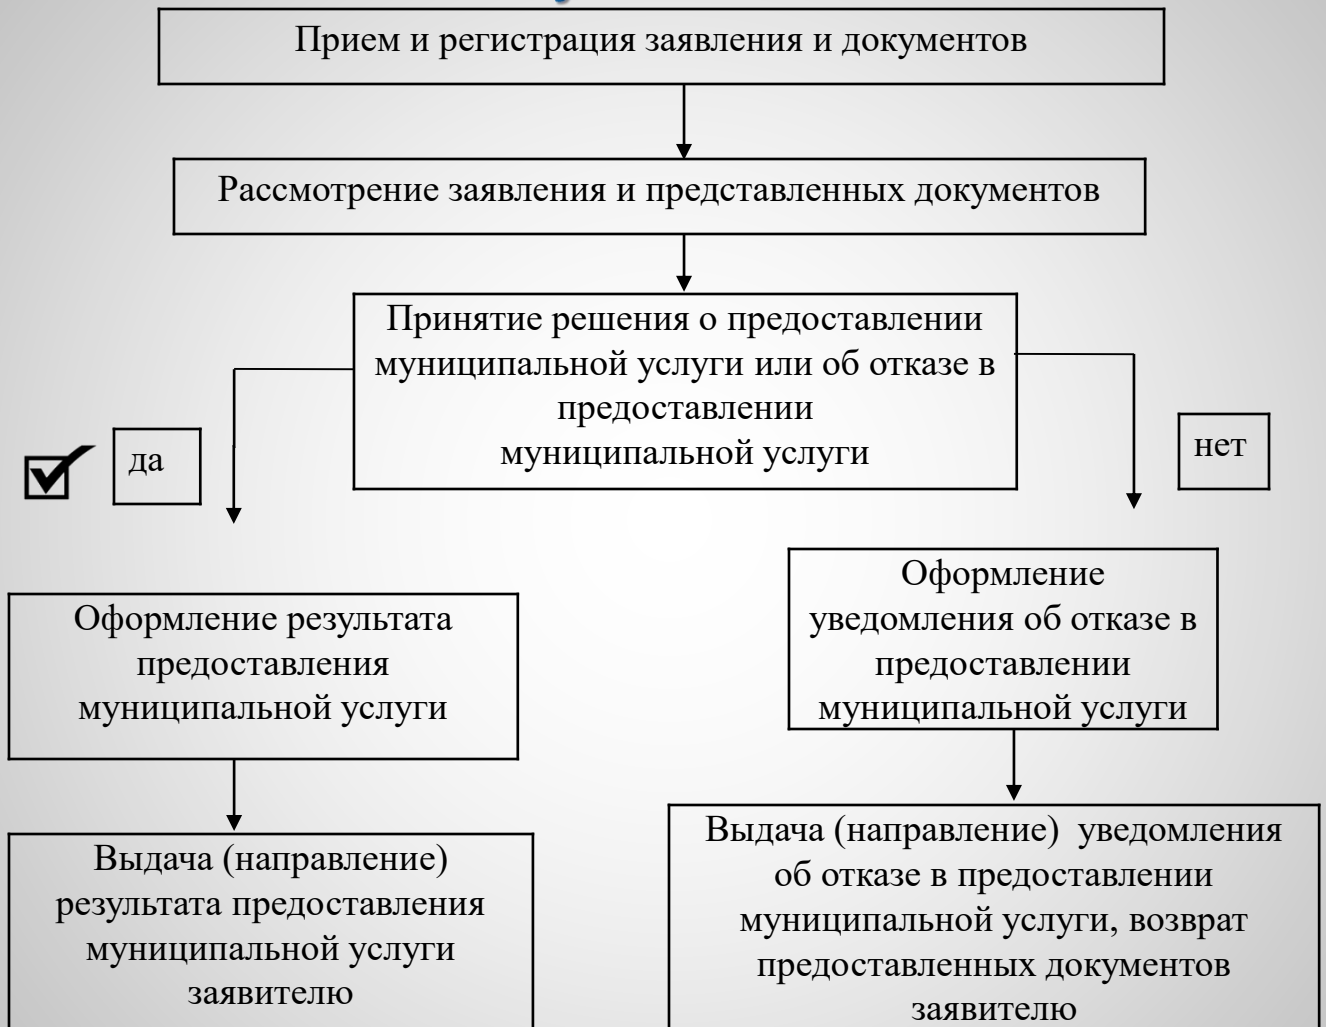 Прием и регистрация заявления и документов
Рассмотрение заявления и представленных документов
Принятие решения о предоставлении
муниципальной услуги или об отказе в
предоставлении
муниципальной услуги
да
нет
Оформление результата
предоставления
муниципальной услуги
Оформление
уведомления об отказе в
предоставлении
муниципальной услуги
Выдача (направление)
результата предоставления
муниципальной услуги
заявителю
Выдача (направление) уведомления
об отказе в предоставлении
муниципальной услуги, возврат
предоставленных документов
заявителю